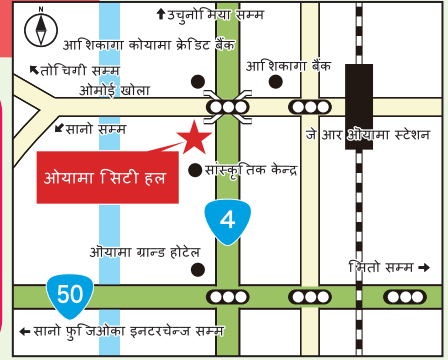 N
↑उचुनोमिया सम्म
आशिकागा कोयामा क्रेडिट बैंक
आशिकागा बैंक
↖तोचिगी सम्म
ओमोई खोला
↙सानो सम्म
जे आर ओयामा स्टेशन
सांस्कृतिक केन्द्र
ओयामा सिटी हल
4
ओयामा ग्रान्ड होटेल
मितो सम्म →
50
←सानो फुजिओका इनटरचेन्ज सम्म